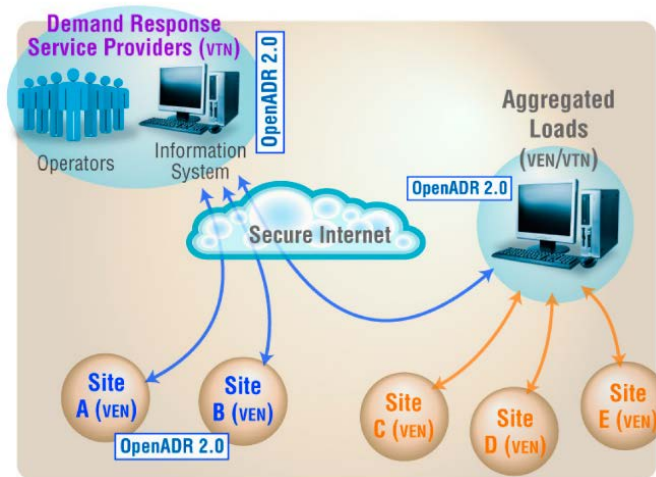 Demand Response
Service Providers (VTN)
OpenADR 2.0
Operators
Information
System
Aggregated
Loads
(VEN/VTN)
OpenADR 2.0
Secure Internet
Site
A (VEN)
Site
B (VEN)
OpenADR 2.0
Site
C (VEN)
Site
D (VEN)
Site
E (VEN)